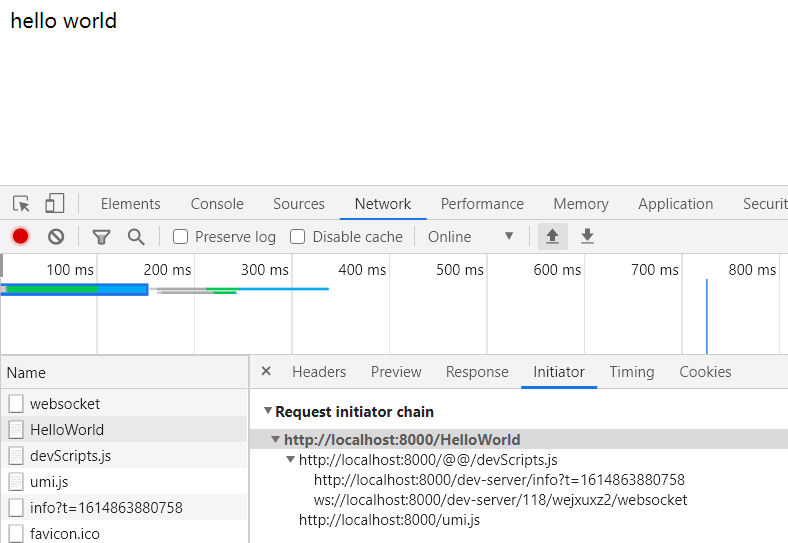 hello world
Elements Console Sources Network Performance Memory Application Securit
Preserve log Disable cache Online
100 ms 200 ms 300 ms 400 ms 500 ms 600 ms 700 ms 800 ms
Name
Headers Preview Response Initiator Timing Cookies
websocket
HelloWorld
devScripts.js
umi.js
info?t=1614863880758
favicon.ico
Request initiator chain
http://localhost:8000/HelloWorld
http://localhost:8000/@@/devScripts.js
http://localhost:8000/dev-server/info?t=1614863880758
ws://localhost:8000/dev-server/118/wejxuxz2/websocket
http://localhost:8000/umi.js